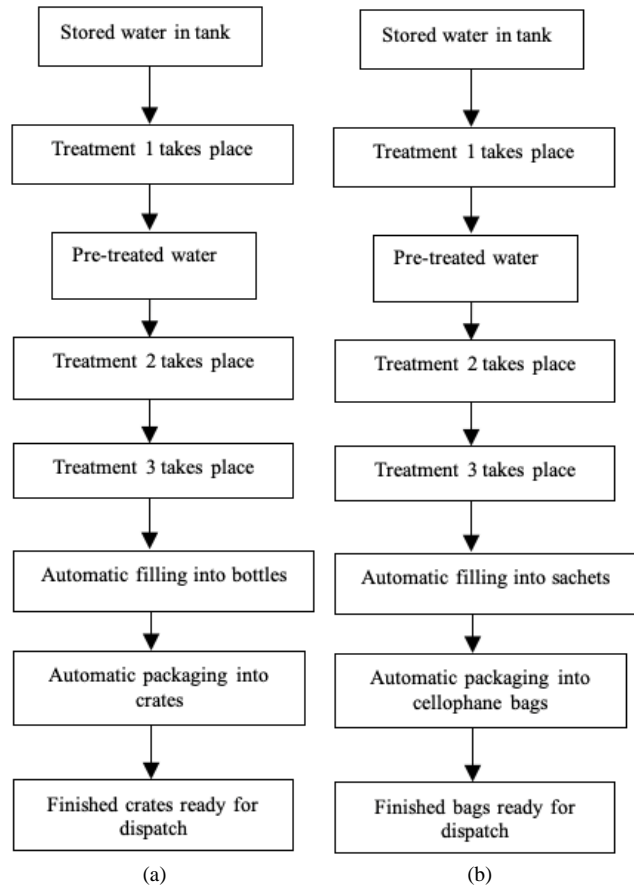 Stored water in tank
Treatment 1 takes place
Pre-treated water
Treatment 2 takes place
Treatment 3 takes place
Automatic filling into bottles
Automatic packaging into
crates
Finished crates ready for
dispatch
(a)
Stored water in tank
Treatment 1 takes place
Pre-treated water
Treatment 2 takes place
Treatment 3 takes place
Automatic filling into sachets
Automatic packaging into
cellophane bags
Finished bags ready for
dispatch
(b)